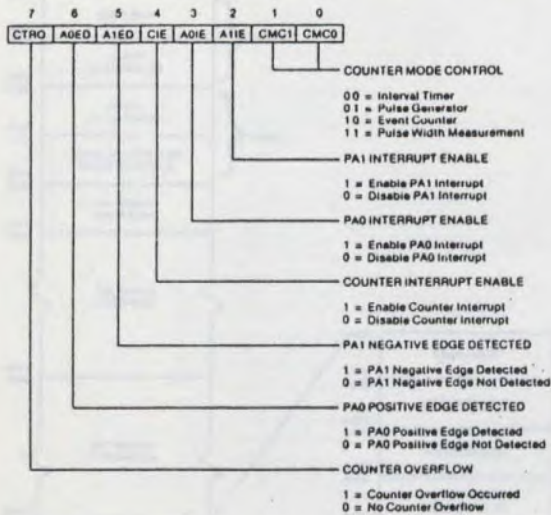 7 6 5 4 3 2 1 0
CTRO A0ED A1ED CIE A0IE A1IE CMC1 CMC0
COUNTER MODE CONTROL
00 = Interval Timer
01 = Pulse Generator
10 = Event Counter
11 = Pulse Width Measurement
PA1 INTERRUPT ENABLE
1 = Enable PA1 Interrupt
0 = Disable PA1 Interrupt
PA0 INTERRUPT ENABLE
1 = Enable PA0 Interrupt
0 = Disable PA0 Interrupt
COUNTER INTERRUPT ENABLE
1 = Enable Counter Interrupt
0 = Disable Counter Interrupt
PA1 NEGATIVE EDGE DETECTED
1 = PA1 Negative Edge Detected
0 = PA1 Negative Edge Not Detected
PA0 POSITIVE EDGE DETECTED
1 = PA0 Positive Edge Detected
0 = PA0 Positive Edge Not Detected
COUNTER OVERFLOW
1 = Counter Overflow Occurred
0 = No Counter Overflow